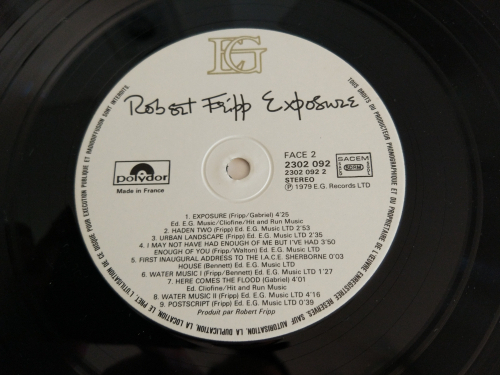 EG
Robert Fripp Exposure
FACE 2
2302 092
2302 092 2
STEREO
℗ 1979 E.G. Records LTD
polydor
Made in France
SACEM
1. EXPOSURE (Fripp/Gabriel) 4'25
Ed. E.G. Music/Cliofine/Hit and Run Music
2. HADEN TWO (Fripp) Ed. E.G. Music LTD 2'53
3. URBAN LANDSCAPE (Fripp) Ed. E.G. Music LTD 2'35
4. I MAY NOT HAVE HAD ENOUGH OF ME BUT I'VE HAD 3'50
ENOUGH OF YOU (Fripp/Walton) Ed. E.G. Music LTD
5. FIRST INAUGURAL ADDRESS TO THE I.A.C.E. SHERBORNE 0'03
HOUSE (Bennett) Ed. E.G. Music LTD
6. WATER MUSIC I (Fripp/Bennett) Ed. E.G. Music LTD 1'27
7. HERE COMES THE FLOOD (Gabriel) 4'01
Ed. Cliofine/Hit and Run Music
8. WATER MUSIC II (Fripp) Ed. E.G. Music LTD 4'16
9. POSTSCRIPT (Fripp) Ed. E.G. Music LTD 0'39
Produit par Robert Fripp
TOUS DROITS DU PRODUCTEUR PHONOGRAPHIQUE ET DU PROPRIETAIRE DE L'ŒUVRE ENREGISTREE RESERVES. SAUF AUTORISATION, LA DUPLICATION, LA LOCATION, LE PRET, L'UTILISATION DE CE DISQUE POUR EXECUTION PUBLIQUE ET RADIODIFFUSION SONT INTERDITS.